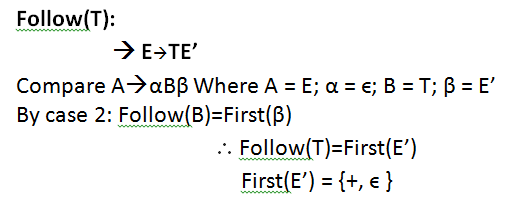 Follow(T):
→ E→TE’
Compare A→αBβ Where A = E; α = ϵ; B = T; β = E’
By case 2: Follow(B)=First(β)
∴ Follow(T)=First(E’)
First(E’) = {+, ϵ }